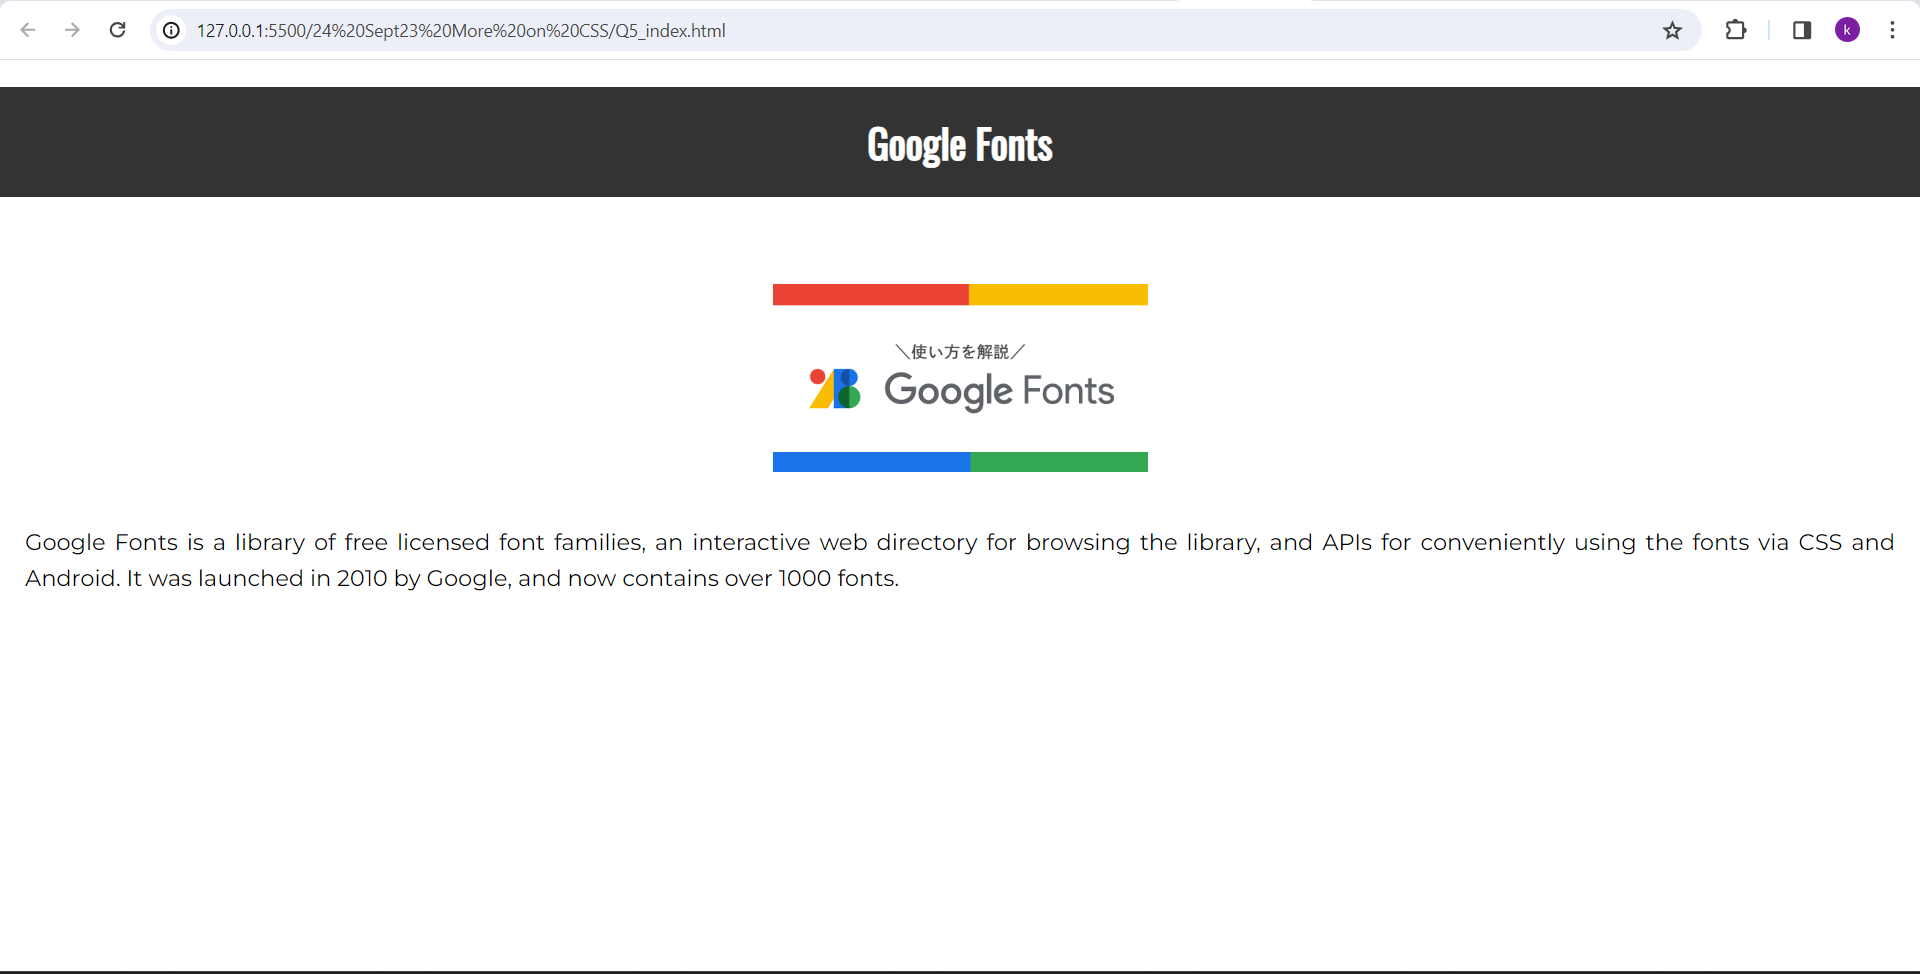 127.0.0.1:5500/24%20Sept23%20More%20on%20CSS/Q5_index.html
k
Google Fonts
＼使い方を解説／
Google Fonts
Google Fonts is a library of free licensed font families, an interactive web directory for browsing the library, and APIs for conveniently using the fonts via CSS and
Android. It was launched in 2010 by Google, and now contains over 1000 fonts.